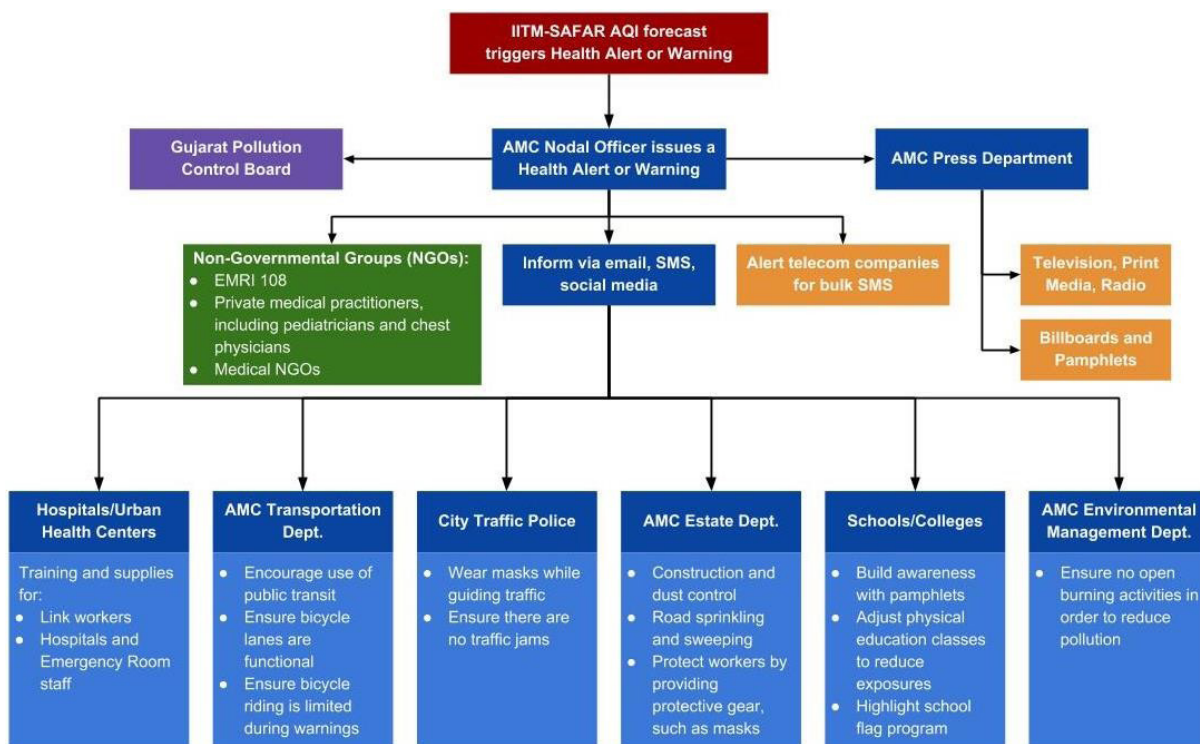 IITM-SAFAR AQI forecast
triggers Health Alert or Warning
Gujarat Pollution
Control Board
AMC Nodal Officer issues a
Health Alert or Warning
AMC Press Department
Non-Governmental Groups (NGOs):
● EMRI 108
● Private medical practitioners,
including pediatricians and chest
physicians
● Medical NGOs
Inform via email, SMS,
social media
Alert telecom companies
for bulk SMS
Television, Print
Media, Radio
Billboards and
Pamphlets
Hospitals/Urban
Health Centers
Training and supplies
for:
● Link workers
● Hospitals and
Emergency Room
staff
AMC Transportation
Dept.
● Encourage use of
public transit
● Ensure bicycle
lanes are
functional
● Ensure bicycle
riding is limited
during warnings
City Traffic Police
● Wear masks while
guiding traffic
● Ensure there are
no traffic jams
AMC Estate Dept.
● Construction and
dust control
● Road sprinkling
and sweeping
● Protect workers by
providing
protective gear,
such as masks
Schools/Colleges
● Build awareness
with pamphlets
● Adjust physical
education classes
to reduce
exposures
● Highlight school
flag program
AMC Environmental
Management Dept.
● Ensure no open
burning activities in
order to reduce
pollution